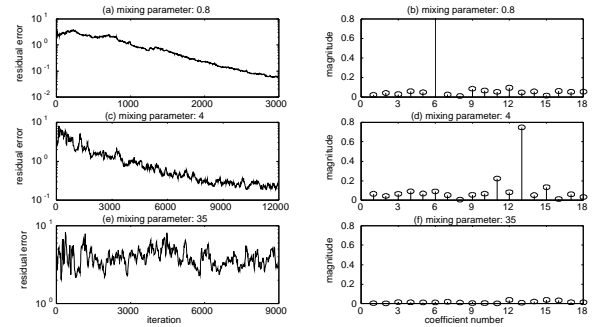 (a) mixing parameter: 0.8
residual error
10^1
10^0
10^-1
10^-2
0 1000 2000 3000
(b) mixing parameter: 0.8
magnitude
0.8
0.6
0.4
0.2
0
0 3 6 9 12 15 18
(c) mixing parameter: 4
residual error
10^1
10^0
10^-1
0 2000 4000 6000 8000 10000 12000
(d) mixing parameter: 4
magnitude
0.8
0.6
0.4
0.2
0
0 3 6 9 12 15 18
(e) mixing parameter: 35
residual error
10^1
10^0
0 3000 6000 9000
iteration
(f) mixing parameter: 35
magnitude
0.8
0.6
0.4
0.2
0
0 3 6 9 12 15 18
coefficient number